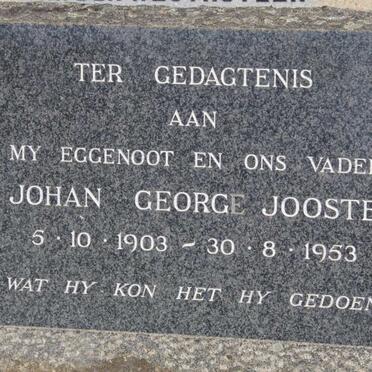 TER GEDAGTENIS
AAN
MY EGGENOOT EN ONS VADER
JOHAN GEORGE JOOSTE
5 · 10 · 1903 – 30 · 8 · 1953
WAT HY KON HET HY GEDOEN